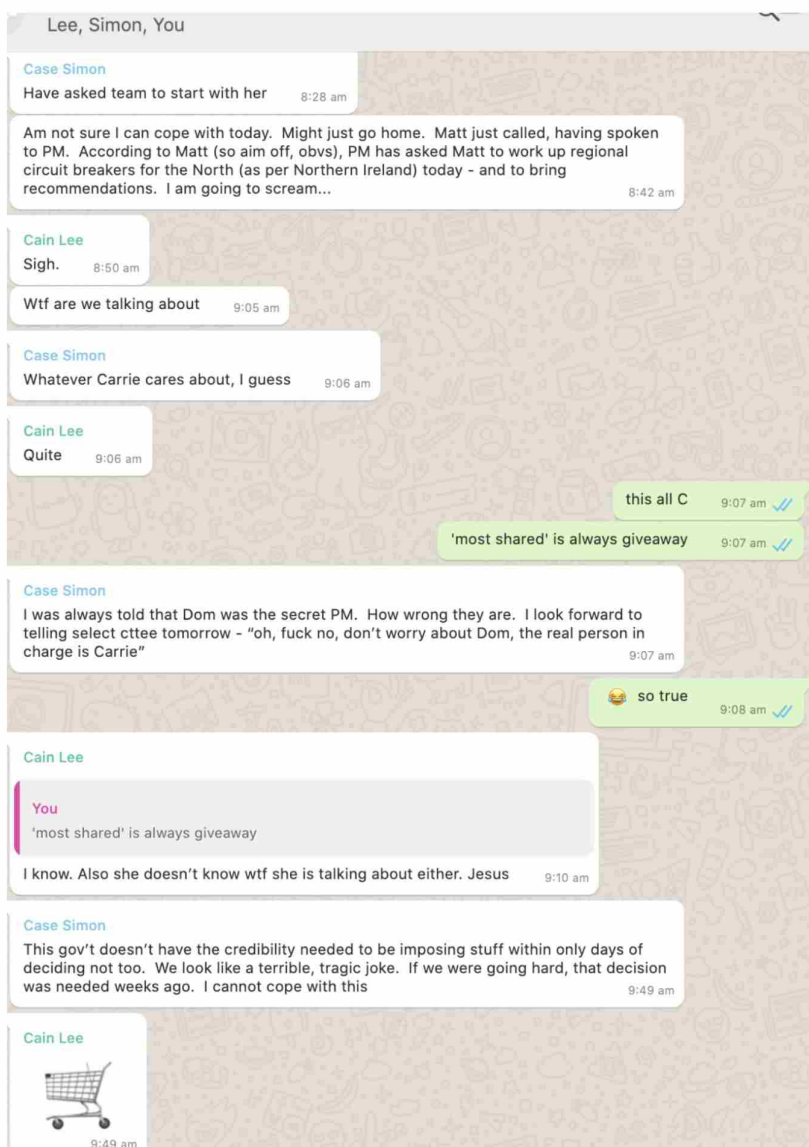 Lee, Simon, You
Case Simon
Have asked team to start with her 8:28 am
Am not sure I can cope with today. Might just go home. Matt just called, having spoken
to PM. According to Matt (so aim off, obvs), PM has asked Matt to work up regional
circuit breakers for the North (as per Northern Ireland) today - and to bring
recommendations. I am going to scream... 8:42 am
Cain Lee
Sigh. 8:50 am
Wtf are we talking about 9:05 am
Case Simon
Whatever Carrie cares about, I guess 9:06 am
Cain Lee
Quite 9:06 am
this all C 9:07 am
'most shared' is always giveaway 9:07 am
Case Simon
I was always told that Dom was the secret PM. How wrong they are. I look forward to
telling select cttee tomorrow - “oh, fuck no, don’t worry about Dom, the real person in
charge is Carrie” 9:07 am
😂 so true 9:08 am
Cain Lee
You
'most shared' is always giveaway
I know. Also she doesn’t know wtf she is talking about either. Jesus 9:10 am
Case Simon
This gov’t doesn’t have the credibility needed to be imposing stuff within only days of
deciding not too. We look like a terrible, tragic joke. If we were going hard, that decision
was needed weeks ago. I cannot cope with this 9:49 am
Cain Lee
9:49 am